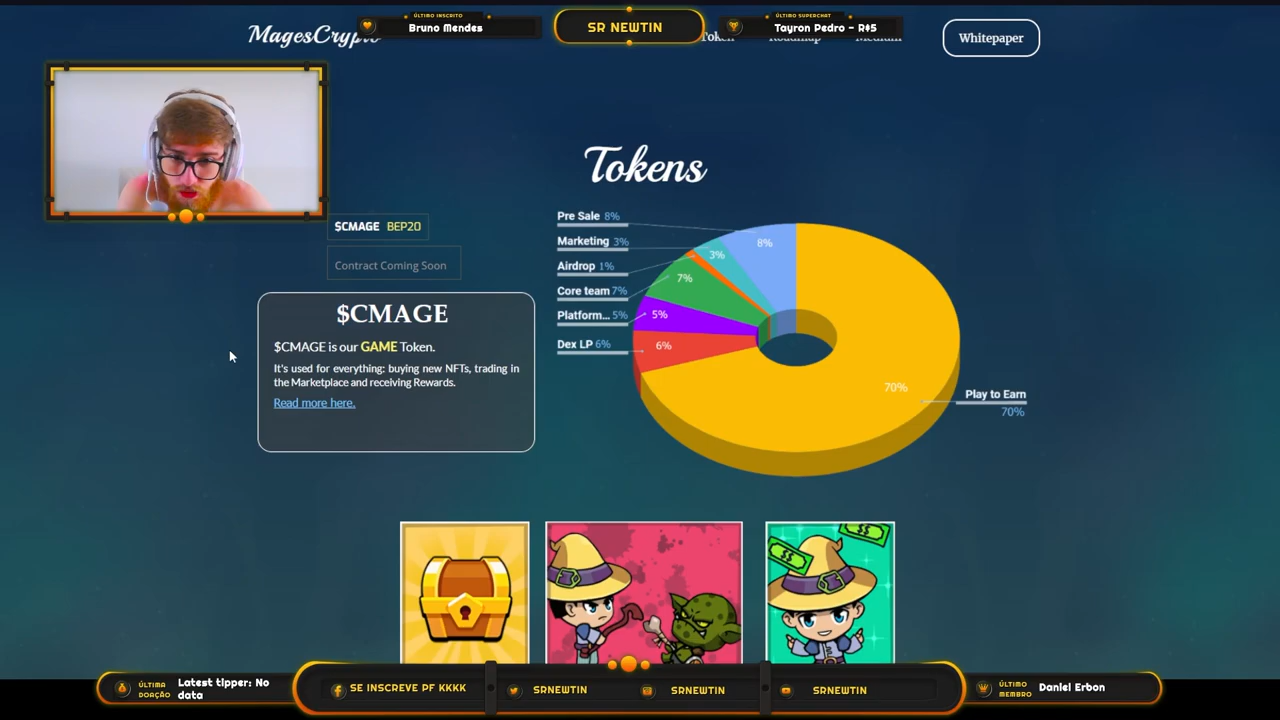 ÚLTIMO INSCRITO
Bruno Mendes
SR NEWTIN
ÚLTIMO SUPERCHAT
Tayron Pedro - R$5
MagesCrypto
Token
Roadmap
Medium
Whitepaper
Tokens
$CMAGE BEP20
Contract Coming Soon
$CMAGE
$CMAGE is our GAME Token.
It's used for everything: buying new NFTs, trading in
the Marketplace and receiving Rewards.
Read more here.
Pre Sale 8%
Marketing 3%
Airdrop 1%
Core team 7%
Platform... 5%
Dex LP 6%
8%
3%
7%
5%
6%
70%
Play to Earn
70%
ÚLTIMA
DOAÇÃO
Latest tipper: No
data
SE INSCREVE PF KKKK
SRNEWTIN
SRNEWTIN
SRNEWTIN
ÚLTIMO
MEMBRO
Daniel Erbon